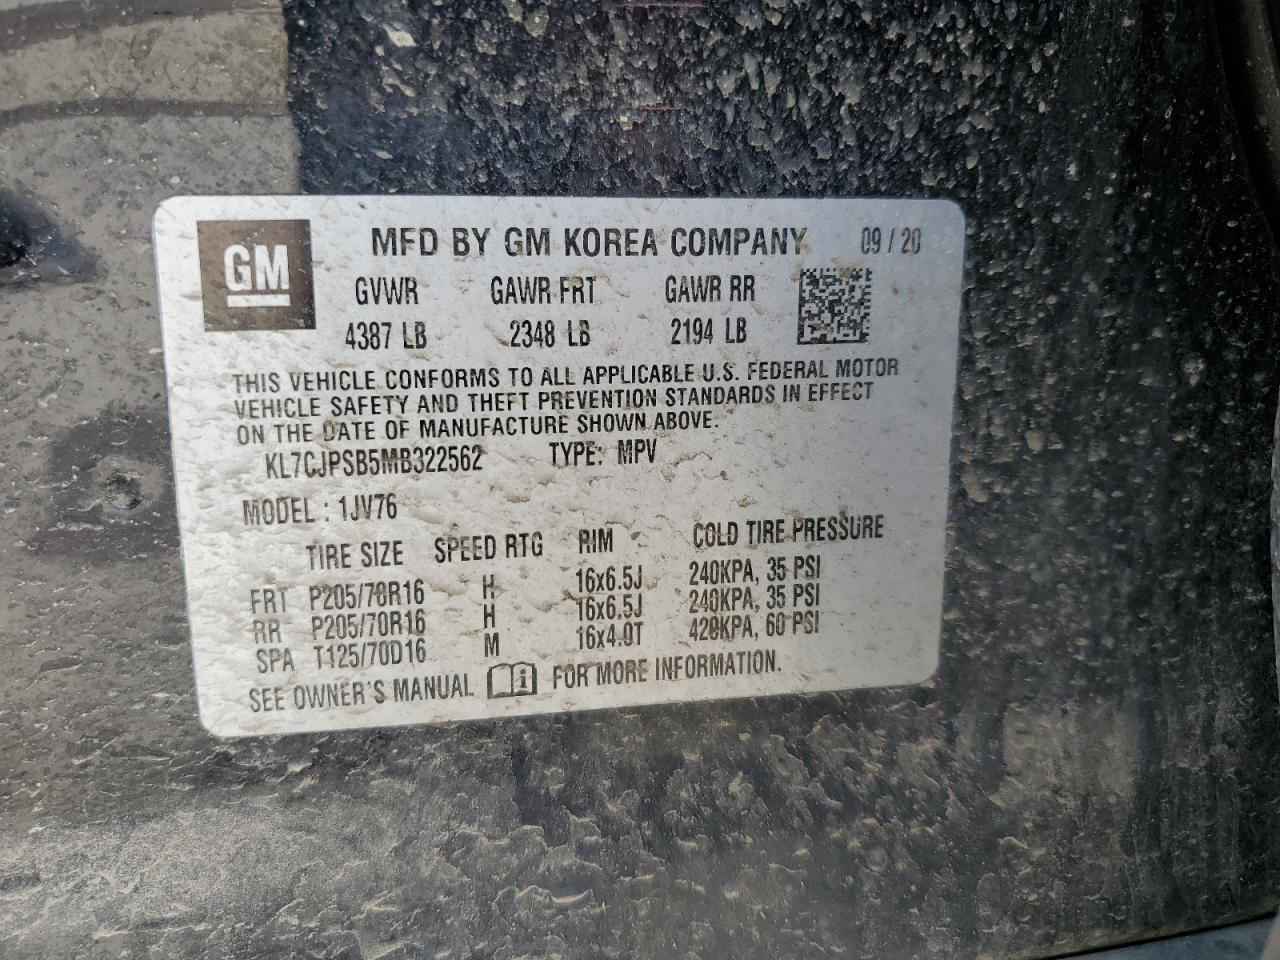 GM
MFD BY GM KOREA COMPANY 09 / 20
GVWR GAWR FRT GAWR RR
4387 LB 2348 LB 2194 LB
THIS VEHICLE CONFORMS TO ALL APPLICABLE U.S. FEDERAL MOTOR
VEHICLE SAFETY AND THEFT PREVENTION STANDARDS IN EFFECT
ON THE DATE OF MANUFACTURE SHOWN ABOVE.
KL7CJPSB5MB322562 TYPE: MPV
MODEL : 1JV76
TIRE SIZE SPEED RTG RIM COLD TIRE PRESSURE
FRT P205/70R16 H 16x6.5J 240KPA, 35 PSI
RR P205/70R16 H 16x6.5J 240KPA, 35 PSI
SPA T125/70D16 M 16x4.0T 420KPA, 60 PSI
SEE OWNER'S MANUAL i FOR MORE INFORMATION.